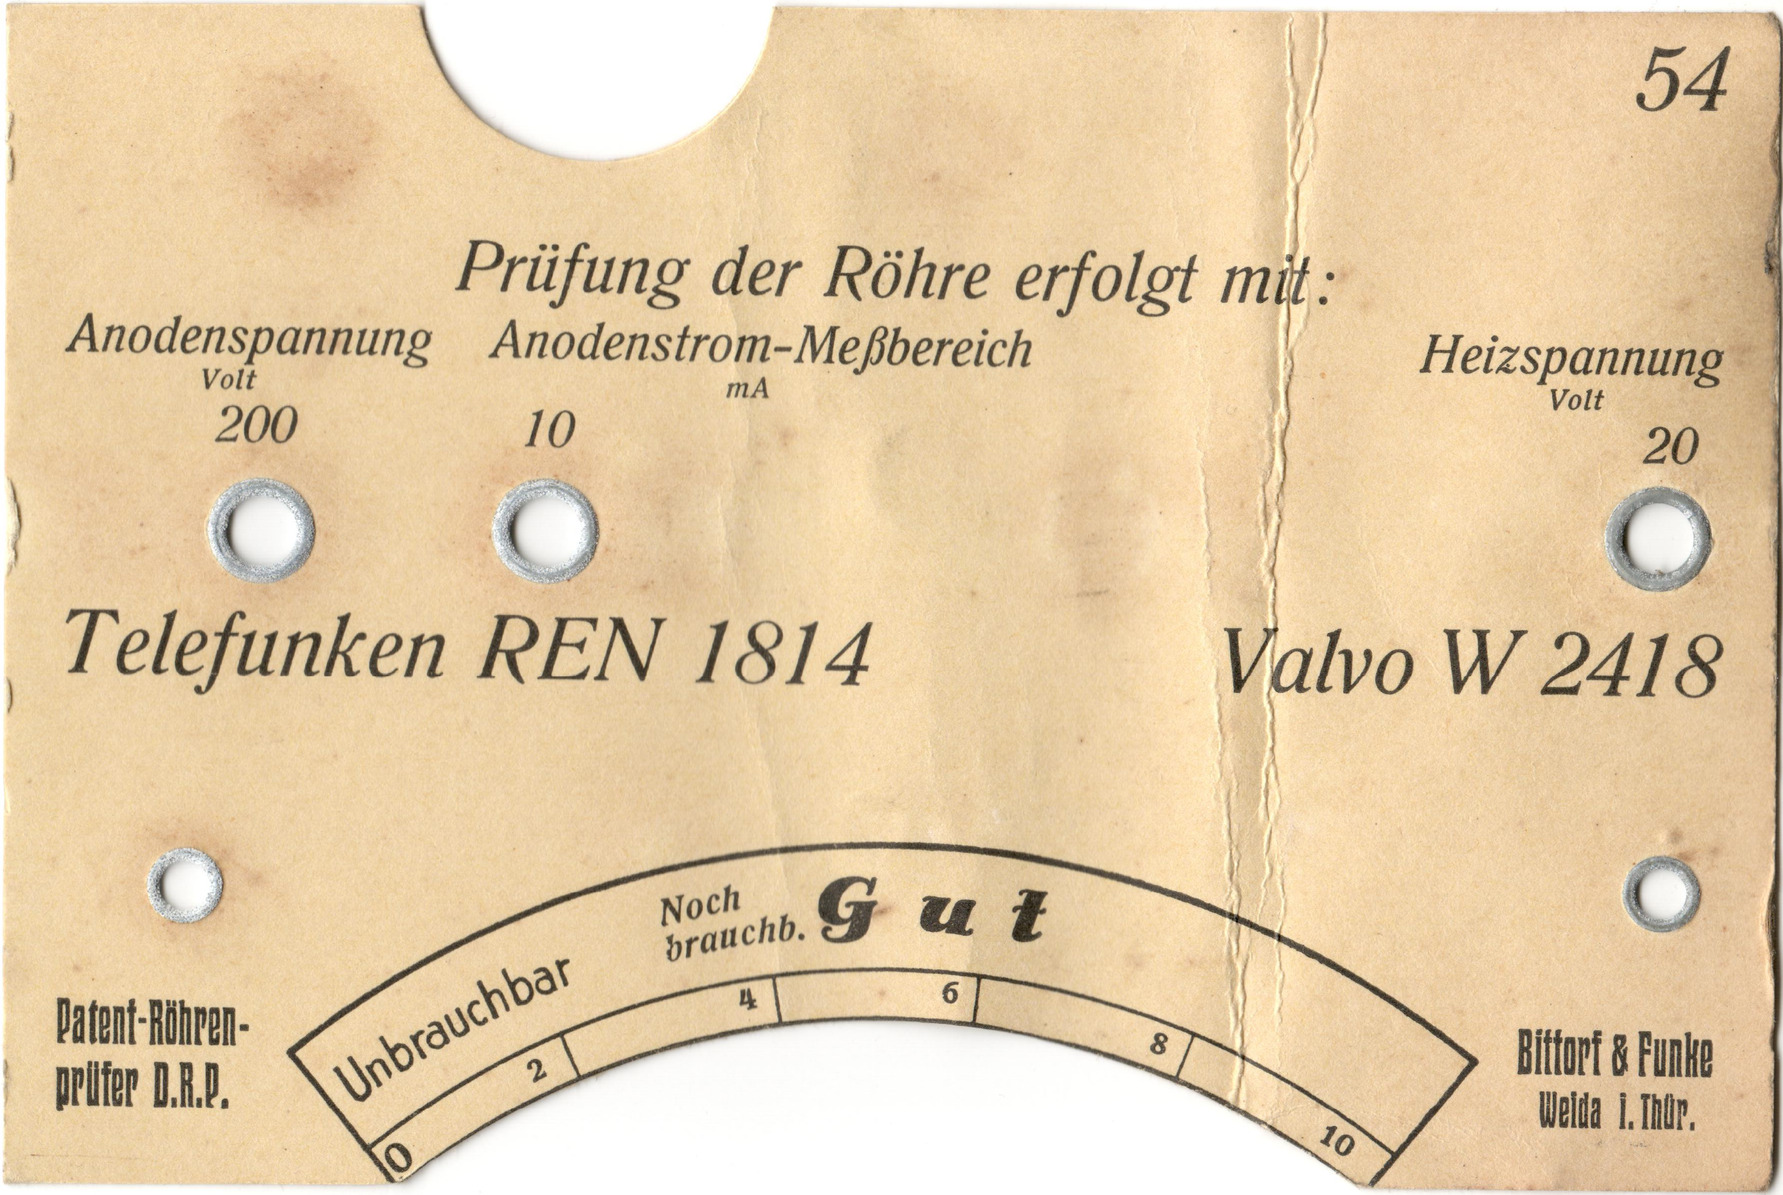 54
Prüfung der Röhre erfolgt mit:
Anodenspannung Anodenstrom-Meßbereich Heizspannung
Volt mA Volt
200 10 20
Telefunken REN 1814 Valvo W 2418
Noch
brauchb.
Gut
Unbrauchbar
0 2 4 6 8 10
Patent-Röhren-
prüfer D.R.P.
Bittorf & Funke
Weida i. Thür.